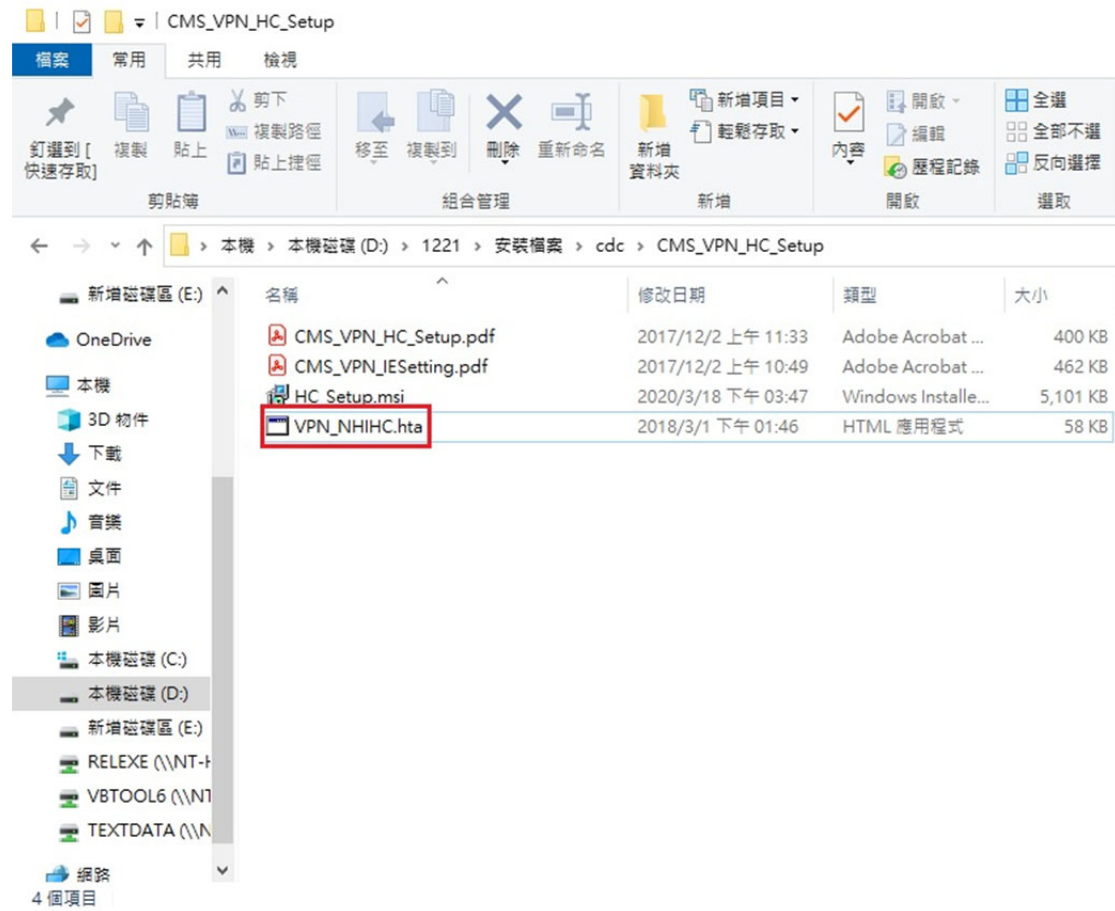 CMS_VPN_HC_Setup
檔案 常用 共用 檢視
釘選到 [快速存取]
複製
貼上
剪下
複製路徑
貼上捷徑
剪貼簿
移至
複製到
刪除
重新命名
組合管理
新增資料夾
新增項目
輕鬆存取
新增
內容
開啟
編輯
歷程記錄
開啟
全選
全部不選
反向選擇
選取
本機 › 本機磁碟 (D:) › 1221 › 安裝檔案 › cdc › CMS_VPN_HC_Setup
新增磁碟區 (E:)
OneDrive
本機
3D 物件
下載
文件
音樂
桌面
圖片
影片
本機磁碟 (C:)
本機磁碟 (D:)
新增磁碟區 (E:)
RELEXE (\\NT-H
VBTOOL6 (\\NT
TEXTDATA (\\N
網路
名稱 修改日期 類型 大小
CMS_VPN_HC_Setup.pdf 2017/12/2 上午 11:33 Adobe Acrobat ... 400 KB
CMS_VPN_IESetting.pdf 2017/12/2 下午 10:49 Adobe Acrobat ... 462 KB
HC_Setup.msi 2020/3/18 下午 03:47 Windows Installe... 5,101 KB
VPN_NHIHC.hta 2018/3/1 下午 01:46 HTML 應用程式 58 KB
4 個項目